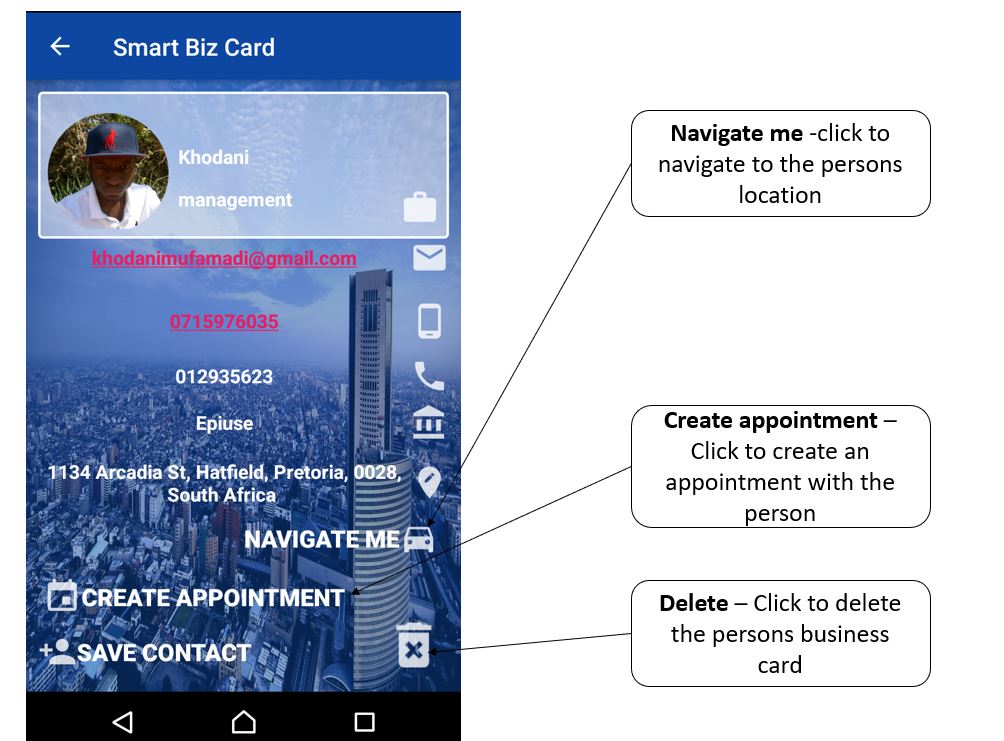 Smart Biz Card
Khodani
management
khodanimufamadi@gmail.com
0715976035
012935623
Epiuse
1134 Arcadia St, Hatfield, Pretoria, 0028,
South Africa
NAVIGATE ME
CREATE APPOINTMENT
SAVE CONTACT
Navigate me -click to
navigate to the persons
location
Create appointment –
Click to create an
appointment with the
person
Delete – Click to delete
the persons business
card